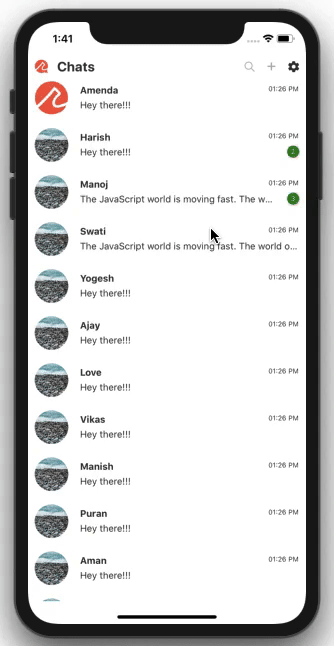 1:41
Chats
Amenda
01:26 PM
Hey there!!!
Harish
01:26 PM
Hey there!!!
Manoj
01:26 PM
The JavaScript world is moving fast. The w...
Swati
01:26 PM
The JavaScript world is moving fast. The world o...
Yogesh
01:26 PM
Hey there!!!
Ajay
01:26 PM
Hey there!!!
Love
01:26 PM
Hey there!!!
Vikas
01:26 PM
Hey there!!!
Manish
01:26 PM
Hey there!!!
Puran
01:26 PM
Hey there!!!
Aman
01:26 PM
Hey there!!!